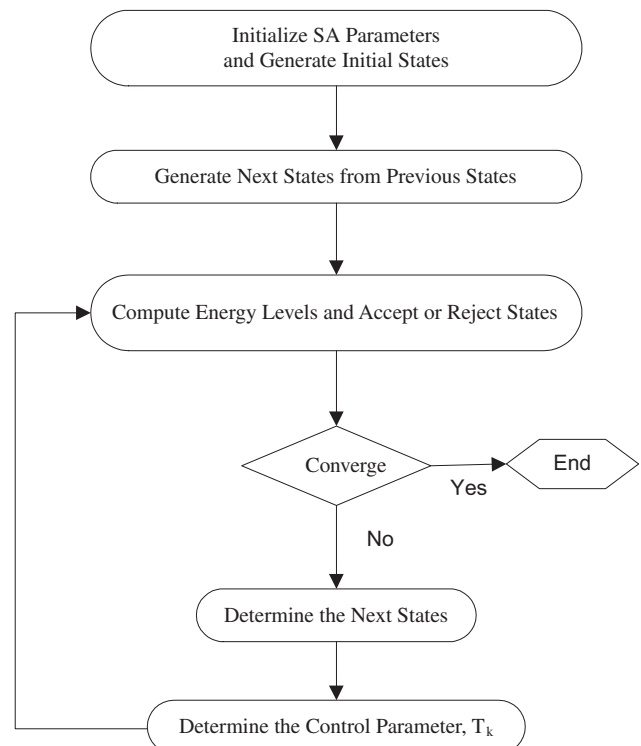 Initialize SA Parameters
and Generate Initial States
Generate Next States from Previous States
Compute Energy Levels and Accept or Reject States
Converge
End
Yes
No
Determine the Next States
Determine the Control Parameter, Tk